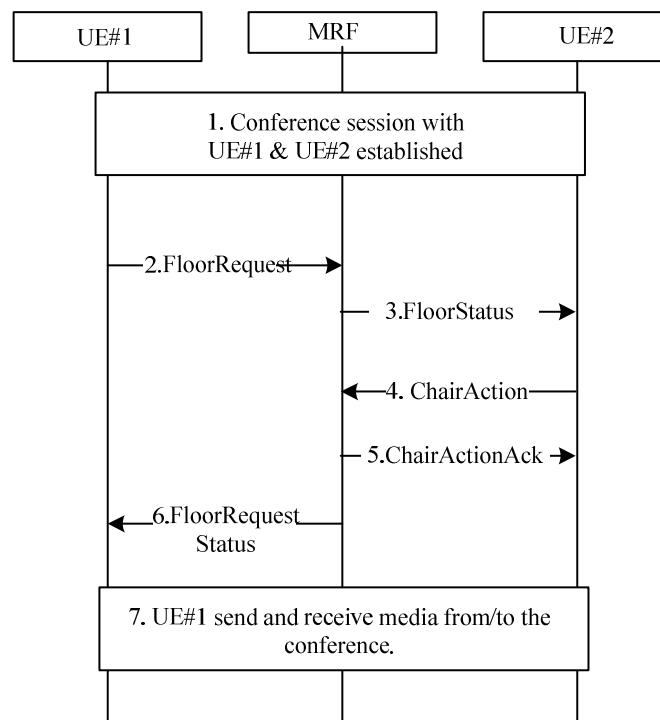 UE#1
MRF
UE#2
1. Conference session with
UE#1 & UE#2 established
2.FloorRequest
3.FloorStatus
4. ChairAction
5.ChairActionAck
6.FloorRequest
Status
7. UE#1 send and receive media from/to the
conference.